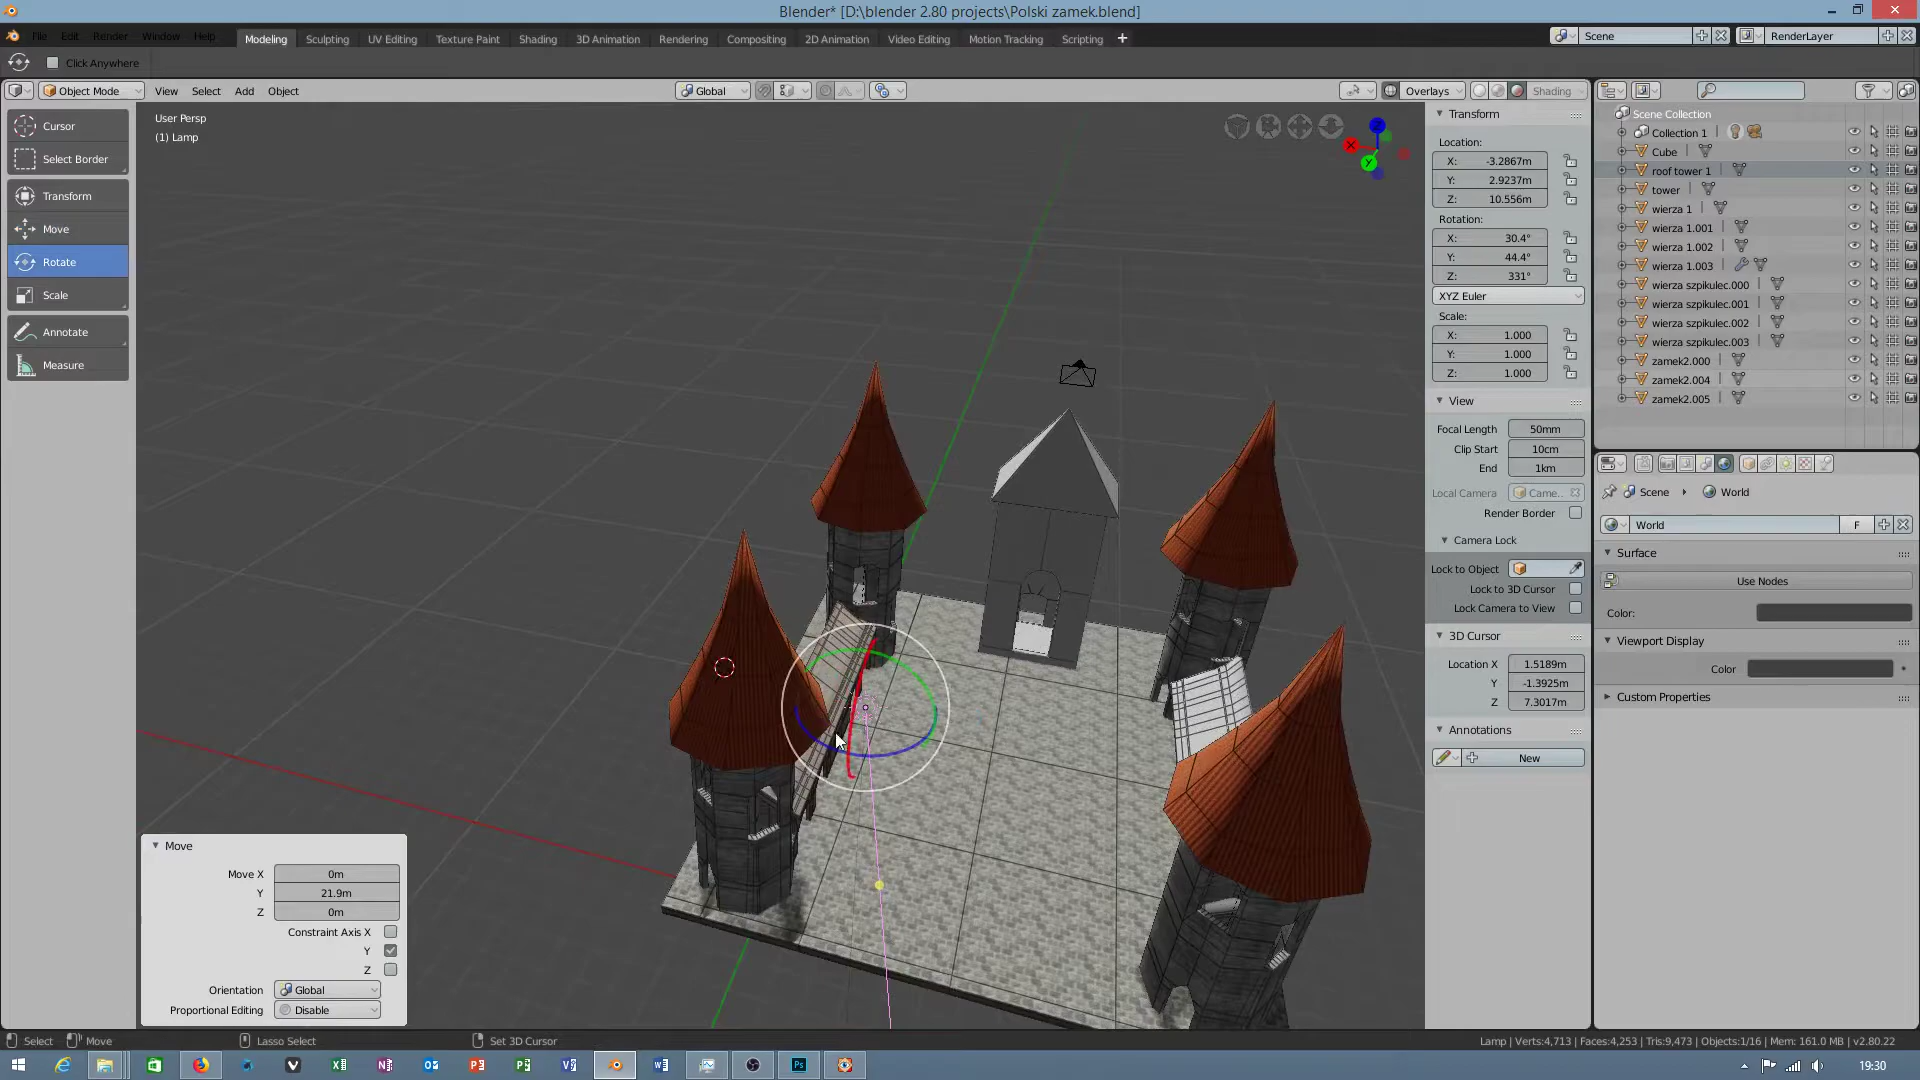 Blender* [D:\blender 2.80 projects\Polski zamek.blend]
File Edit Render Window Help Modeling Sculpting UV Editing Texture Paint Shading 3D Animation Rendering Compositing 2D Animation Video Editing Motion Tracking Scripting Scene RenderLayer
Click Anywhere
Object Mode View Select Add Object Global Overlays Shading
User Persp
(1) Lamp
Cursor
Select Border
Transform
Move
Rotate
Scale
Annotate
Measure
Move
Move X 0m
Y 21.9m
Z 0m
Constraint Axis X
Y
Z
Orientation Global
Proportional Editing Disable
X
Y
Z
Transform
Location:
X: -3.2867m
Y: 2.9237m
Z: 10.556m
Rotation:
X: 30.4°
Y: 44.4°
Z: 331°
XYZ Euler
Scale:
X: 1.000
Y: 1.000
Z: 1.000
View
Focal Length 50mm
Clip Start 10cm
End 1km
Local Camera Came..
Render Border
Camera Lock
Lock to Object
Lock to 3D Cursor
Lock Camera to View
3D Cursor
Location X 1.5189m
Y -1.3925m
Z 7.3017m
Annotations
New
Scene Collection
Collection 1
Cube
roof tower 1
tower
wierza 1
wierza 1.001
wierza 1.002
wierza 1.003
wierza szpikulec.000
wierza szpikulec.001
wierza szpikulec.002
wierza szpikulec.003
zamek2.000
zamek2.004
zamek2.005
Scene World
World F
Surface
Use Nodes
Color:
Viewport Display
Color
Custom Properties
Select Move Lasso Select Set 3D Cursor Lamp | Verts:4,713 | Faces:4,253 | Tris:9,473 | Objects:1/16 | Mem: 161.0 MB | v2.80.22
19:30